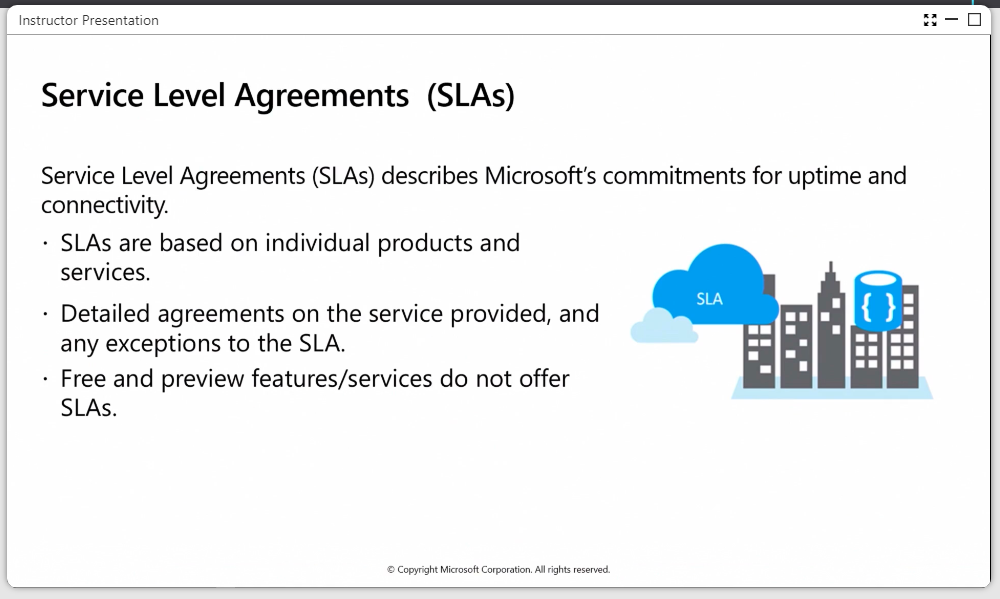 Instructor Presentation
Service Level Agreements  (SLAs)
Service Level Agreements (SLAs) describes Microsoft’s commitments for uptime and
connectivity.
· SLAs are based on individual products and
services.
· Detailed agreements on the service provided, and
any exceptions to the SLA.
· Free and preview features/services do not offer
SLAs.
SLA
{ }
© Copyright Microsoft Corporation. All rights reserved.